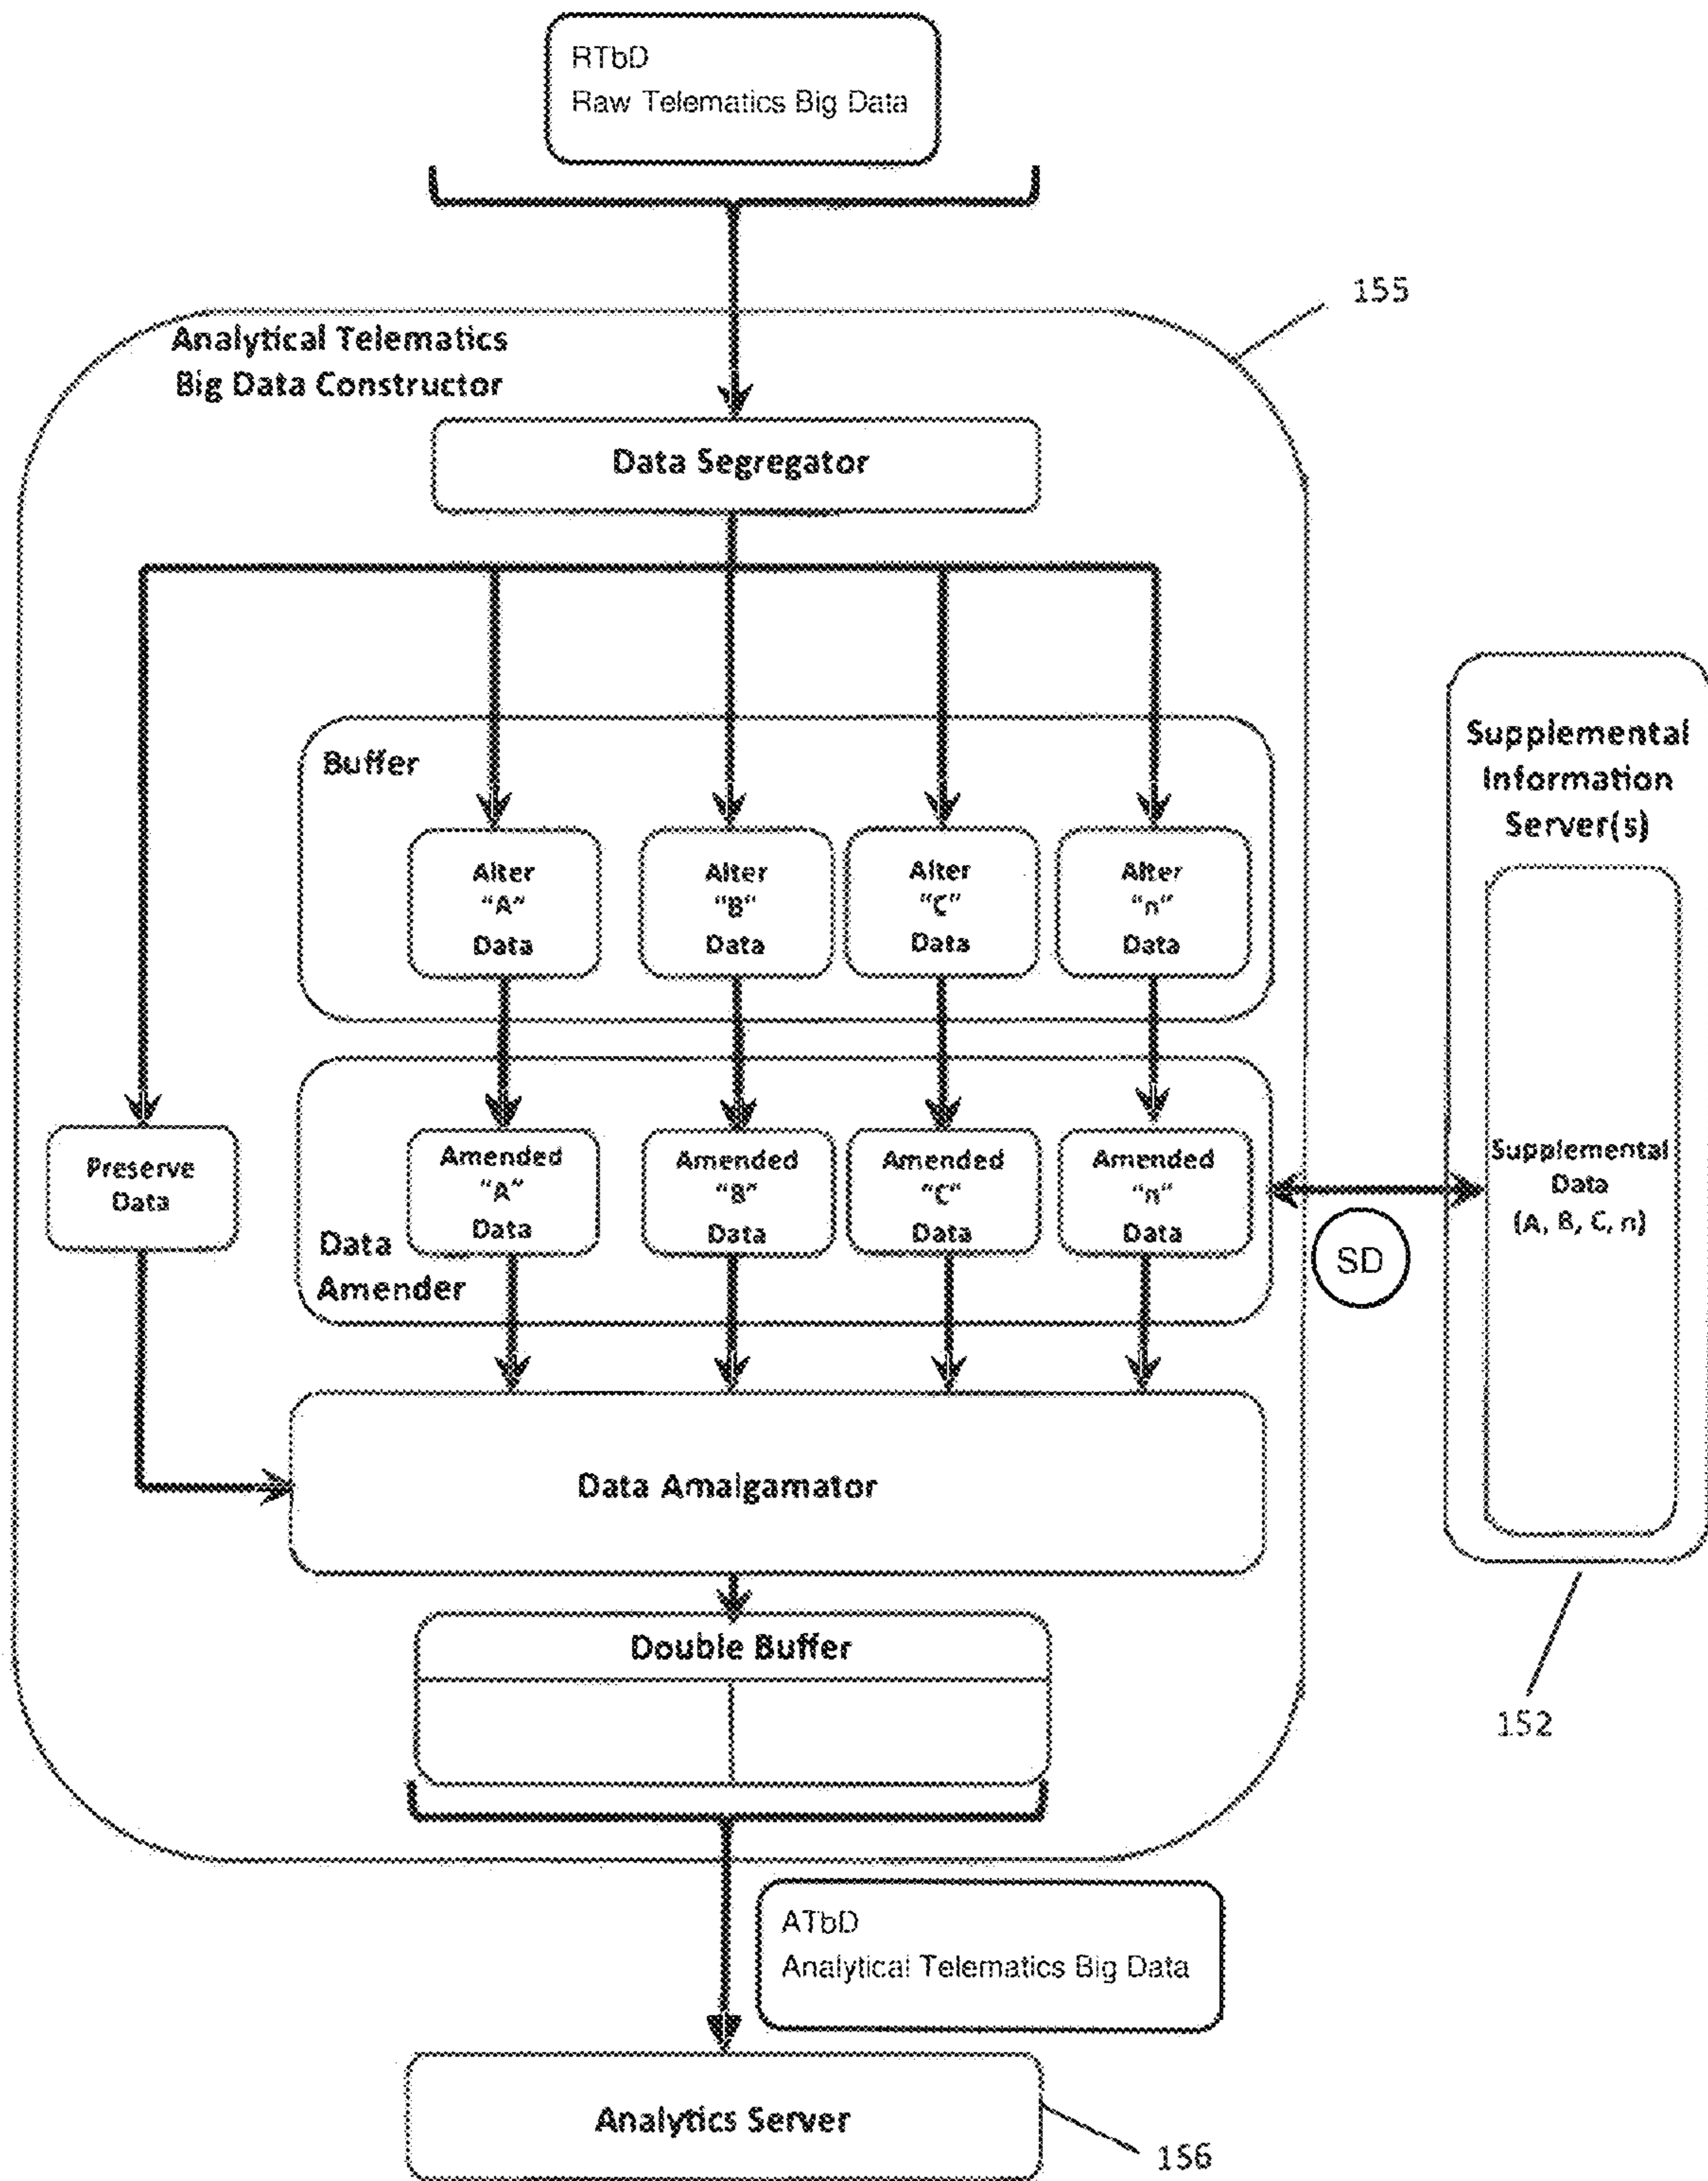 RTbD
Raw Telematics Big Data
155
Analytical Telematics
Big Data Constructor
Data Segregator
Buffer
Alter
"A"
Data
Alter
"B"
Data
Alter
"C"
Data
Alter
"n"
Data
Supplemental
Information
Server(s)
Preserve
Data
Amended
"A"
Data
Amended
"B"
Data
Amended
"C"
Data
Amended
"n"
Data
Data
Amender
SD
Supplemental
Data
(A, B, C, n)
Data Amalgamator
Double Buffer
152
ATbD
Analytical Telematics Big Data
Analytics Server
156